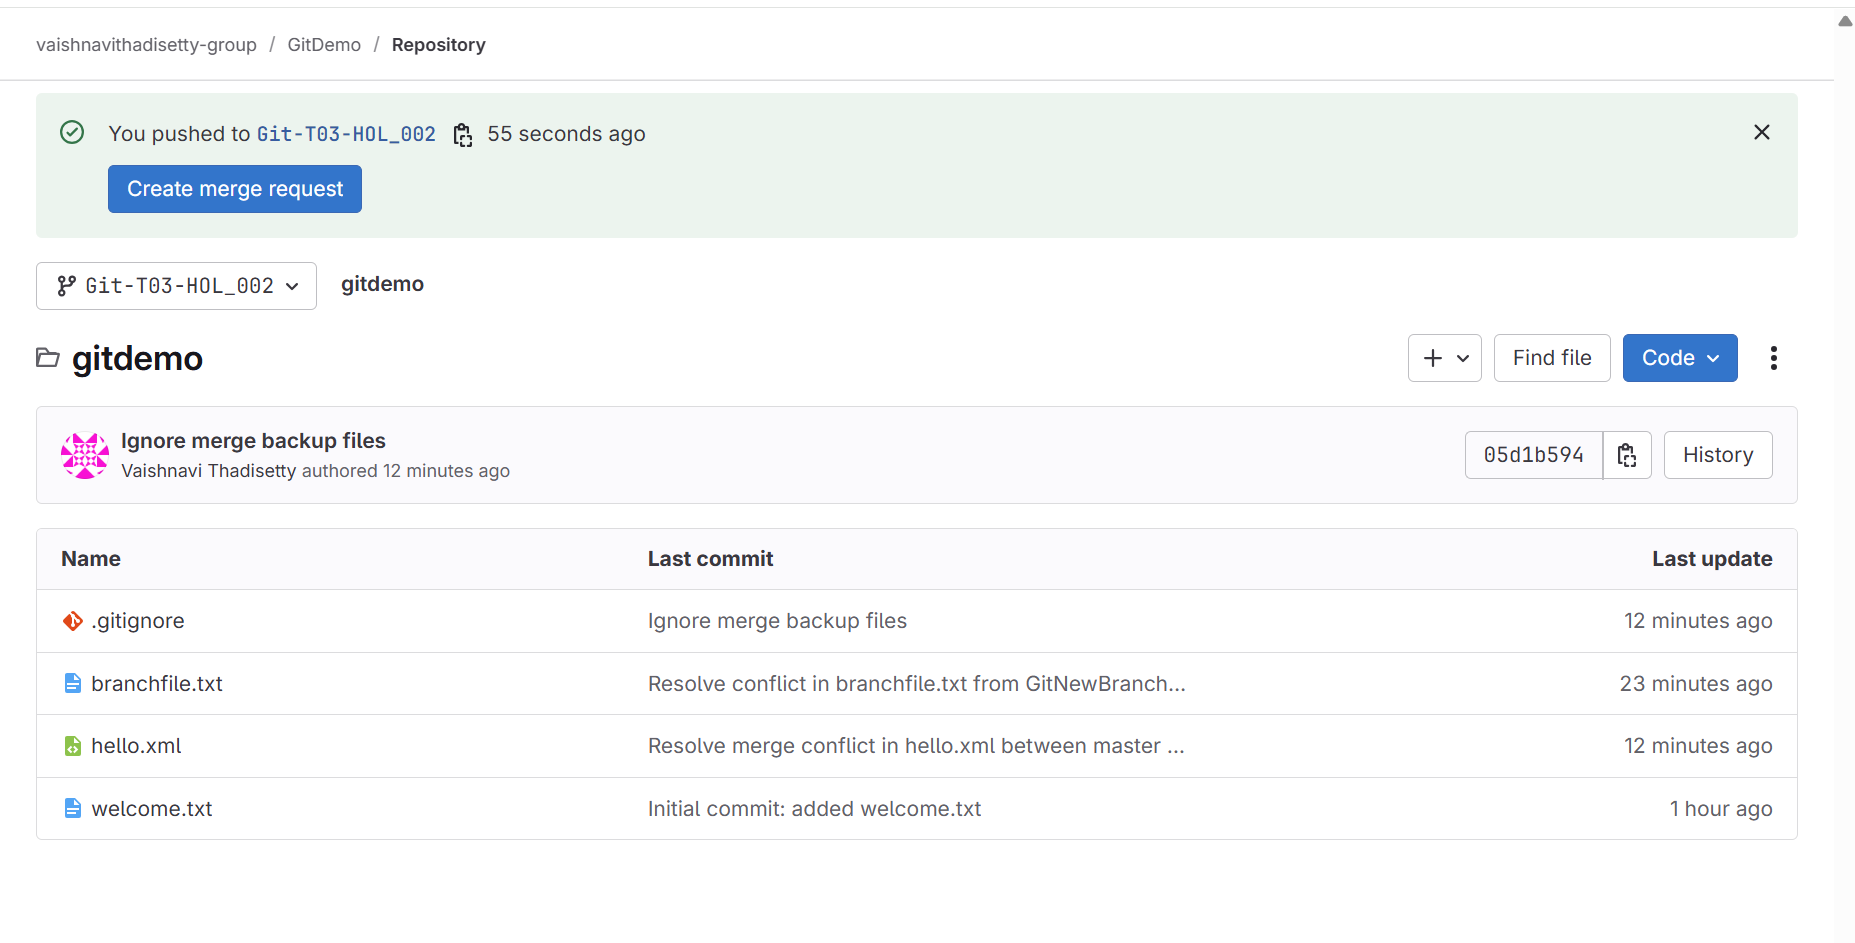 vaishnavithadisetty-group / GitDemo / Repository
You pushed to Git-T03-HOL_002 55 seconds ago
Create merge request
Git-T03-HOL_002 gitdemo
gitdemo + Find file Code
Ignore merge backup files
Vaishnavi Thadisetty authored 12 minutes ago
05d1b594 History
Name Last commit Last update
.gitignore Ignore merge backup files 12 minutes ago
branchfile.txt Resolve conflict in branchfile.txt from GitNewBranch... 23 minutes ago
hello.xml Resolve merge conflict in hello.xml between master ... 12 minutes ago
welcome.txt Initial commit: added welcome.txt 1 hour ago